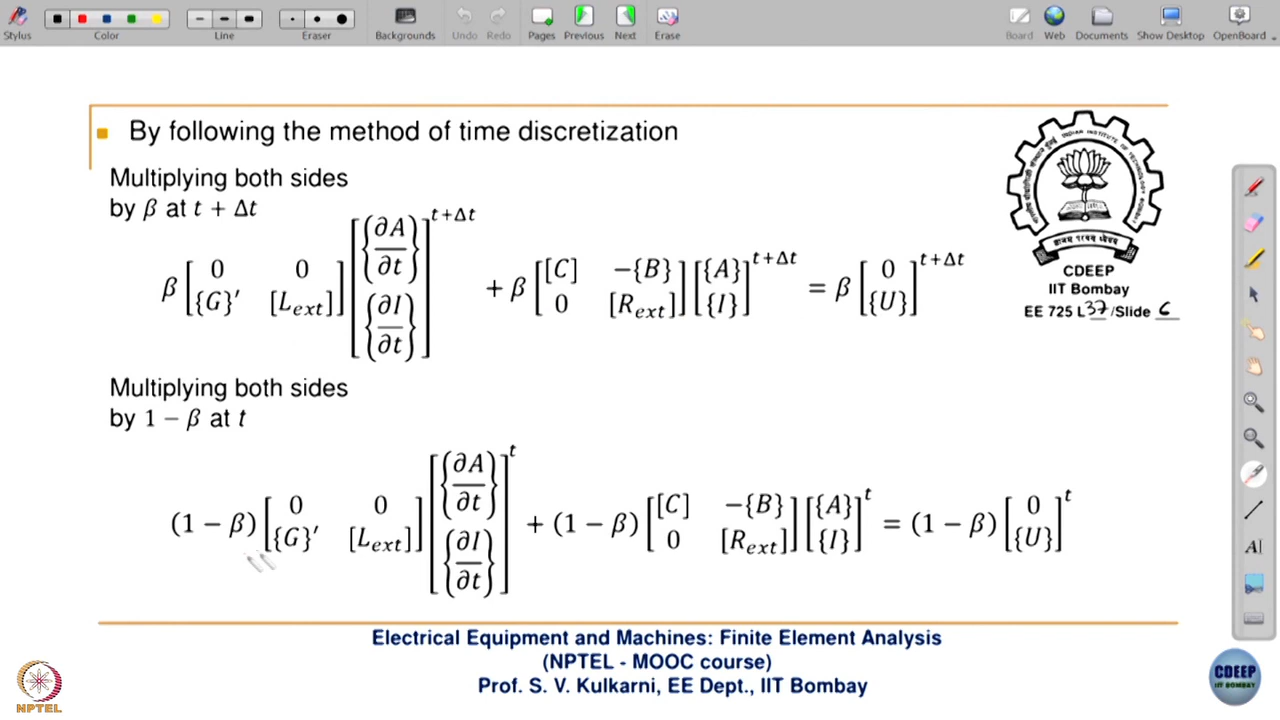 Stylus Color Line Eraser Backgrounds Undo Redo Pages Previous Next Erase Board Web Documents Show Desktop OpenBoard
By following the method of time discretization
Multiplying both sides
by β at t + Δt
β [0 0; {G}′ [L_ext]] [{∂A/∂t}; {∂I/∂t}]^{t+Δt} + β [[C] −{B}; 0 [R_ext]] [{A}; {I}]^{t+Δt} = β [0; {U}]^{t+Δt}
CDEEP
IIT Bombay
EE 725 L 37 /Slide 6
Multiplying both sides
by 1 − β at t
(1 − β) [0 0; {G}′ [L_ext]] [{∂A/∂t}; {∂I/∂t}]^t + (1 − β) [[C] −{B}; 0 [R_ext]] [{A}; {I}]^t = (1 − β) [0; {U}]^t
Electrical Equipment and Machines: Finite Element Analysis
(NPTEL - MOOC course)
Prof. S. V. Kulkarni, EE Dept., IIT Bombay
NPTEL
CDEEP
IIT BOMBAY